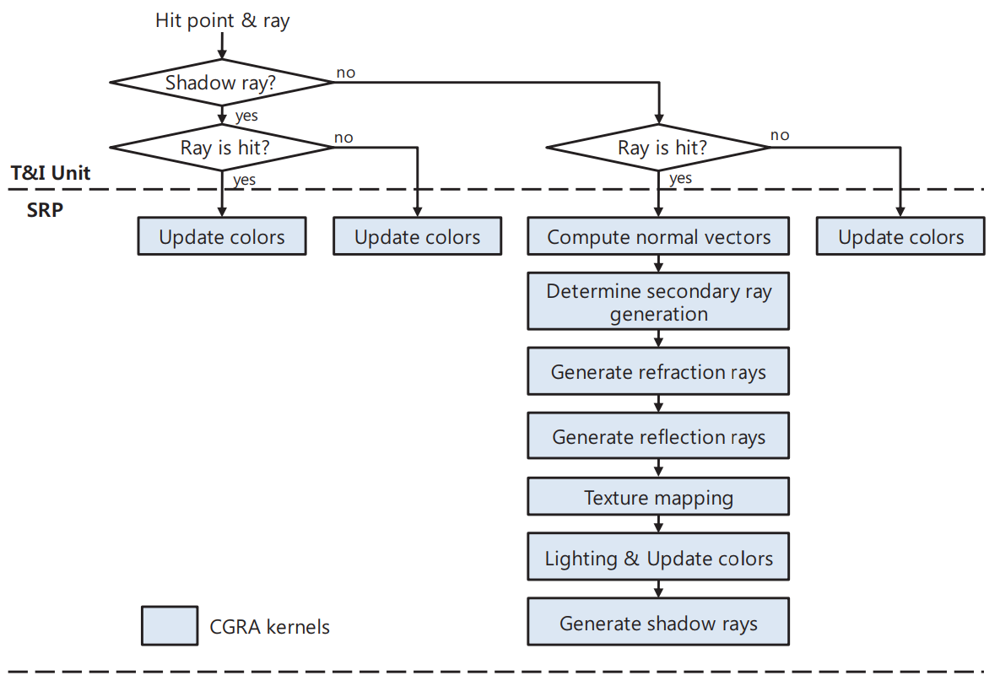 Hit point & ray
Shadow ray?
no
yes
Ray is hit?
no
Ray is hit?
no
yes
yes
T&I Unit
SRP
Update colors
Update colors
Compute normal vectors
Update colors
Determine secondary ray
generation
Generate refraction rays
Generate reflection rays
Texture mapping
Lighting & Update colors
Generate shadow rays
CGRA kernels